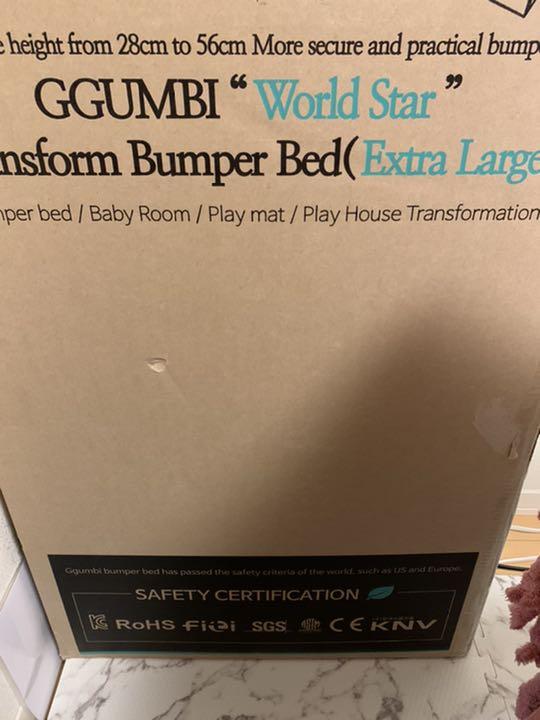 e height from 28cm to 56cm More secure and practical bump
GGUMBI “ World Star ”
nsform Bumper Bed( Extra Large
per bed / Baby Room / Play mat / Play House Transformation
Ggumbi bumper bed has passed the safety criteria of the world, such as US and Europe.
SAFETY CERTIFICATION
RoHS fiti SGS CE KNV